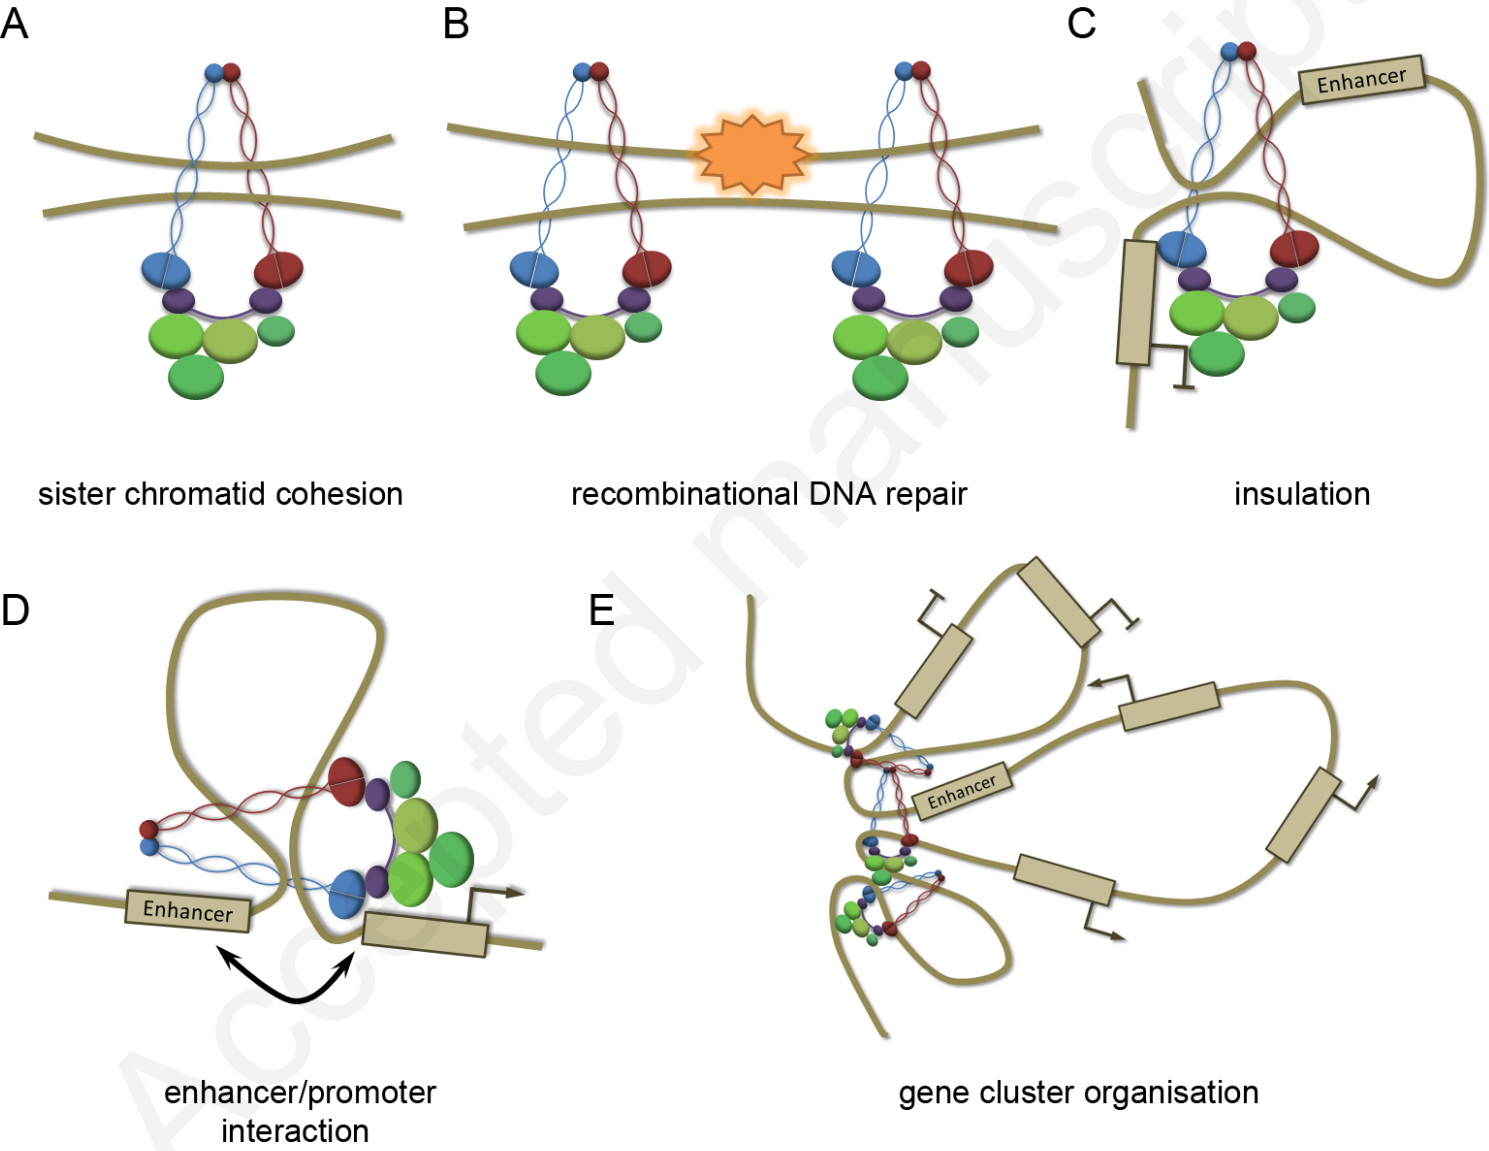 A
B
C
Enhancer
sister chromatid cohesion
recombinational DNA repair
insulation
D
E
Enhancer
Enhancer
enhancer/promoter
interaction
gene cluster organisation
Accepted manuscript